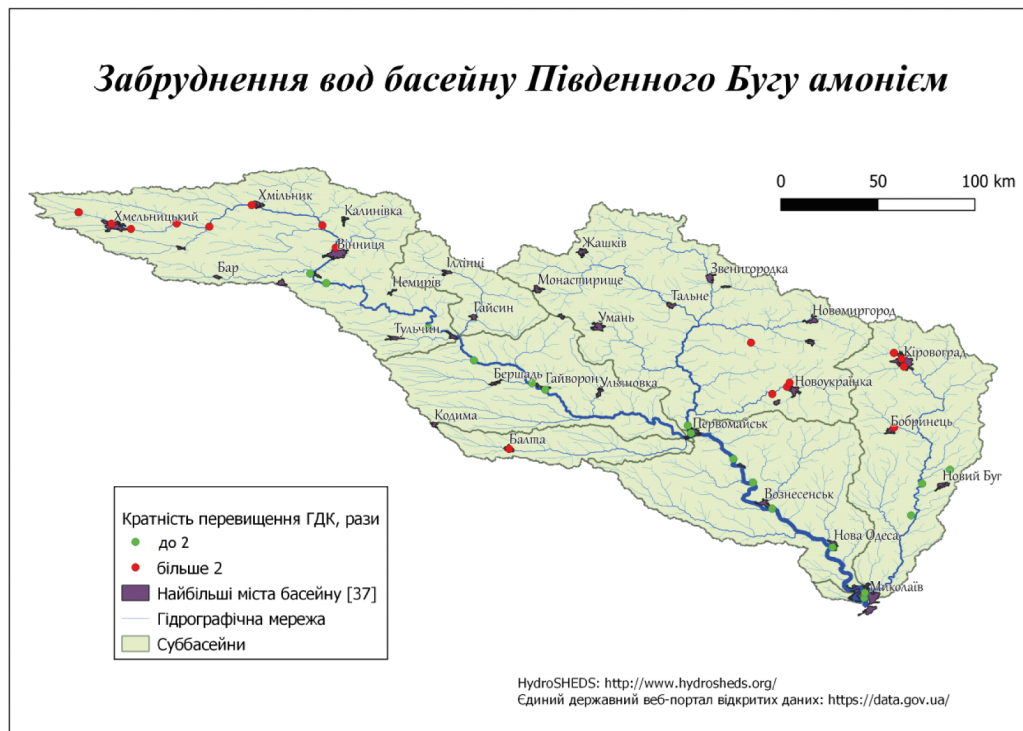 Забруднення вод басейну Південного Бугу амонієм
0 50 100 km
Хмільник
Калинівка
Хмельницький
Вінниця
Жашків
Бар
Іллінці
Звенигородка
Немирів
Монастирище
Тальне
Гайсин
Умань
Новомиргород
Тульчин
Кіровоград
Бершадь
Гайворон
Ульяновка
Новоукраїнка
Кодима
Первомайськ
Бобринець
Балта
Новий Буг
Вознесенськ
Нова Одеса
Миколаїв
Кратність перевищення ГДК, рази
до 2
більше 2
Найбільші міста басейну [37]
Гідрографічна мережа
Суббасейни
HydroSHEDS: http://www.hydrosheds.org/
Єдиний державний веб-портал відкритих даних: https://data.gov.ua/